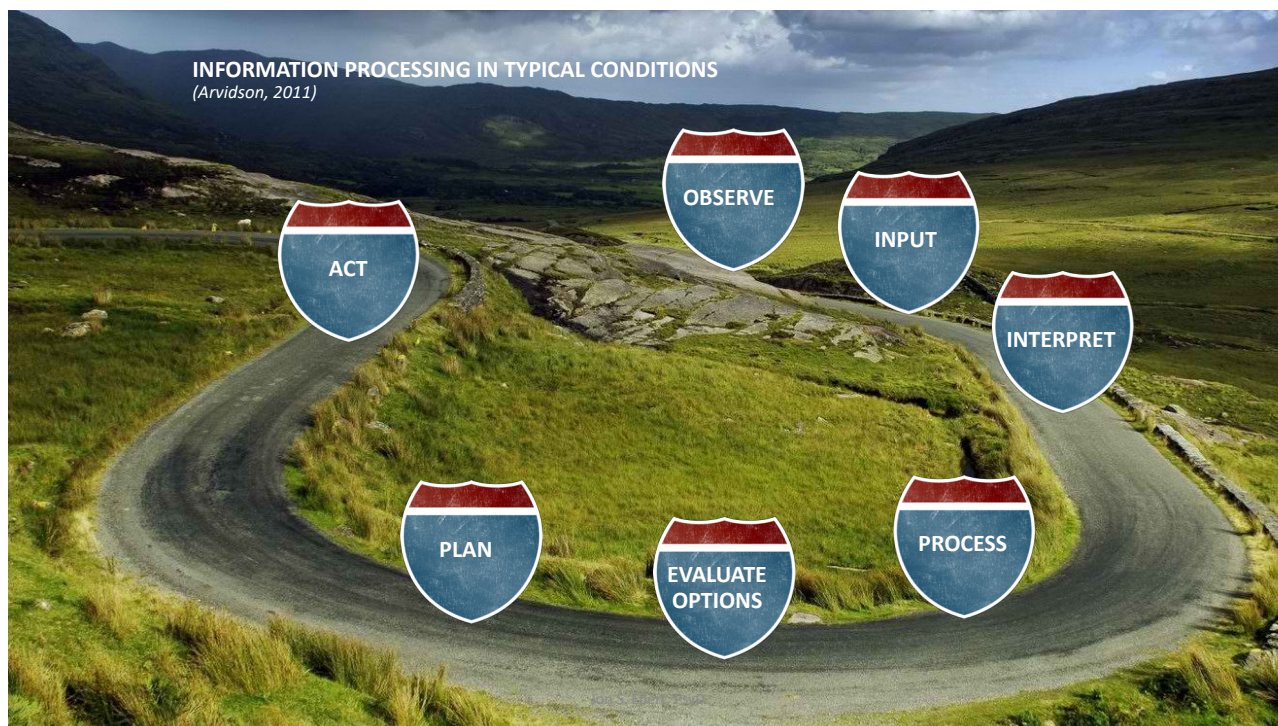 INFORMATION PROCESSING IN TYPICAL CONDITIONS
(Arvidson, 2011)
OBSERVE
INPUT
INTERPRET
PROCESS
EVALUATE
OPTIONS
PLAN
ACT